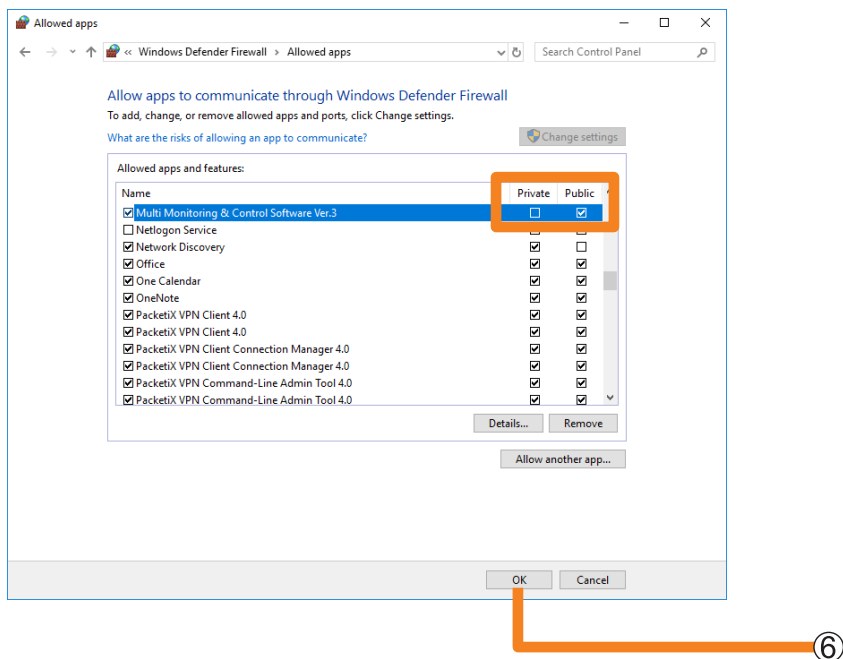 Allowed apps
« Windows Defender Firewall › Allowed apps
Search Control Panel
Allow apps to communicate through Windows Defender Firewall
To add, change, or remove allowed apps and ports, click Change settings.
What are the risks of allowing an app to communicate?
Change settings
Allowed apps and features:
Name Private Public
Multi Monitoring & Control Software Ver.3
Netlogon Service
Network Discovery
Office
One Calendar
OneNote
PacketiX VPN Client 4.0
PacketiX VPN Client 4.0
PacketiX VPN Client Connection Manager 4.0
PacketiX VPN Client Connection Manager 4.0
PacketiX VPN Command-Line Admin Tool 4.0
PacketiX VPN Command-Line Admin Tool 4.0
Details... Remove
Allow another app...
OK Cancel
⑥